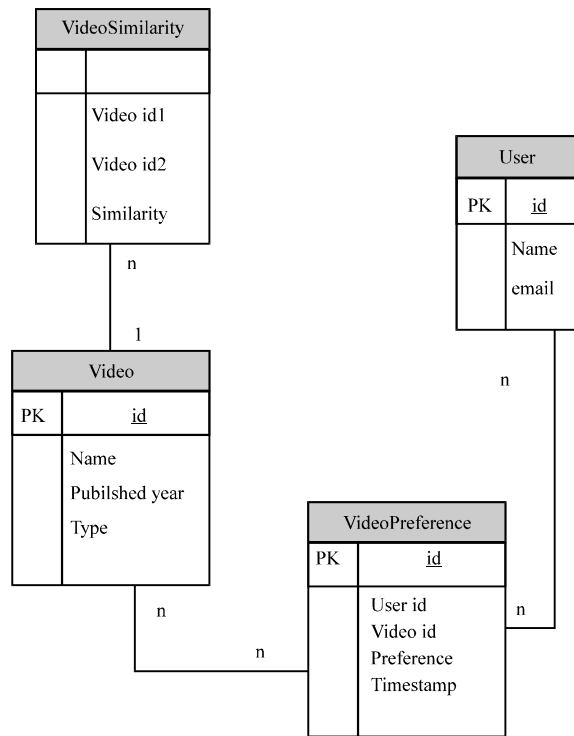 VideoSimilarity
Video id1
Video id2
Similarity
n
1
User
PK id
Name
email
n
Video
PK id
Name
Pubilshed year
Type
n
n
VideoPreference
PK id
User id
Video id
Preference
Timestamp
n